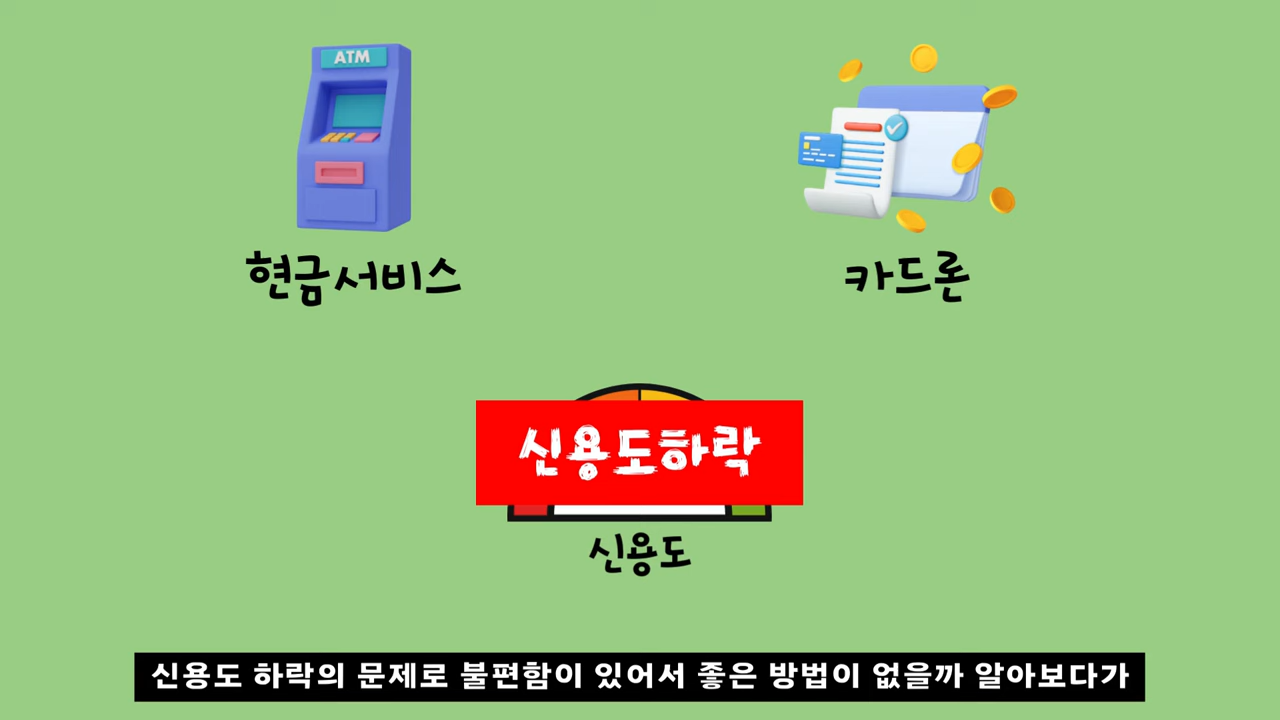 ATM
현금서비스
카드론
신용도하락
신용도
신용도 하락의 문제로 불편함이 있어서 좋은 방법이 없을까 알아보다가